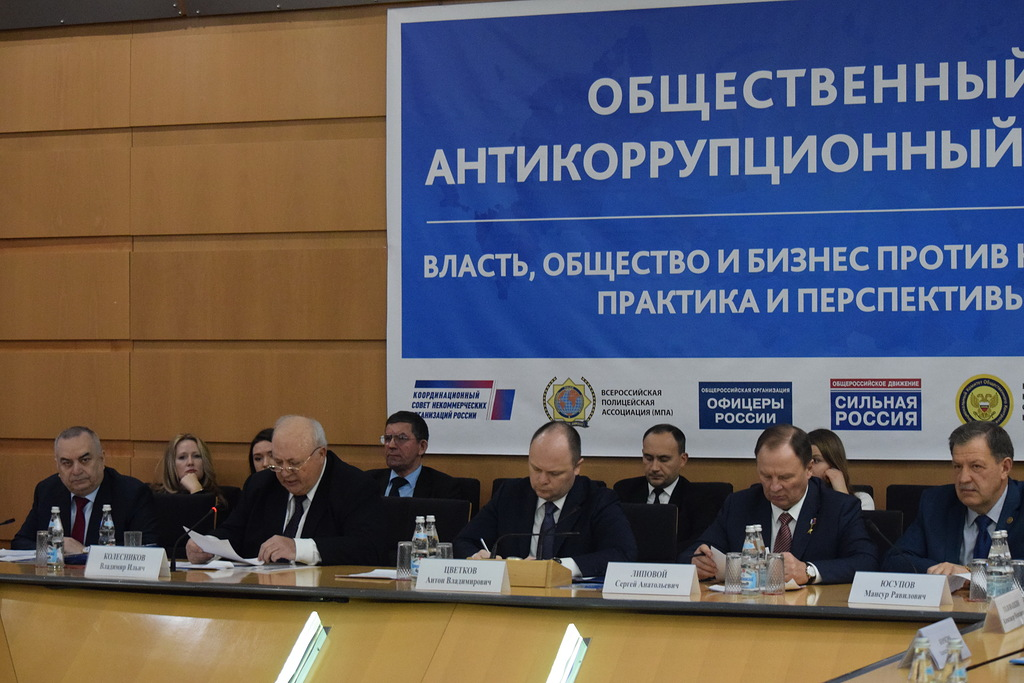 ОБЩЕСТВЕННЫЙ
АНТИКОРРУПЦИОННЫЙ
ВЛАСТЬ, ОБЩЕСТВО И БИЗНЕС ПРОТИВ
ПРАКТИКА И ПЕРСПЕКТИВЫ
КООРДИНАЦИОННЫЙ
СОВЕТ НЕКОММЕРЧЕСКИХ
ОРГАНИЗАЦИЙ РОССИИ
ВСЕРОССИЙСКАЯ
ПОЛИЦЕЙСКАЯ
АССОЦИАЦИЯ (МПА)
ОБЩЕРОССИЙСКАЯ ОРГАНИЗАЦИЯ
ОФИЦЕРЫ
РОССИИ
ОБЩЕРОССИЙСКОЕ ДВИЖЕНИЕ
СИЛЬНАЯ
РОССИЯ
КОЛЕСНИКОВ
Владимир Ильич
ЦВЕТКОВ
Антон Владимирович
ЛИПОВОЙ
Сергей Анатольевич
ЮСУПОВ
Мансур Равилович